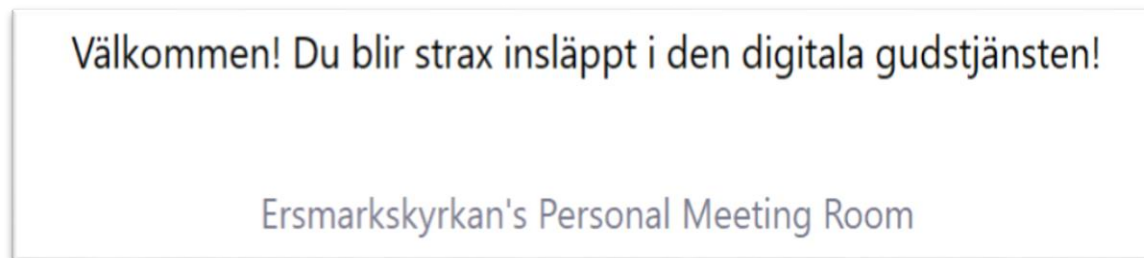 Välkommen! Du blir strax insläppt i den digitala gudstjänsten!
Ersmarkskyrkan's Personal Meeting Room